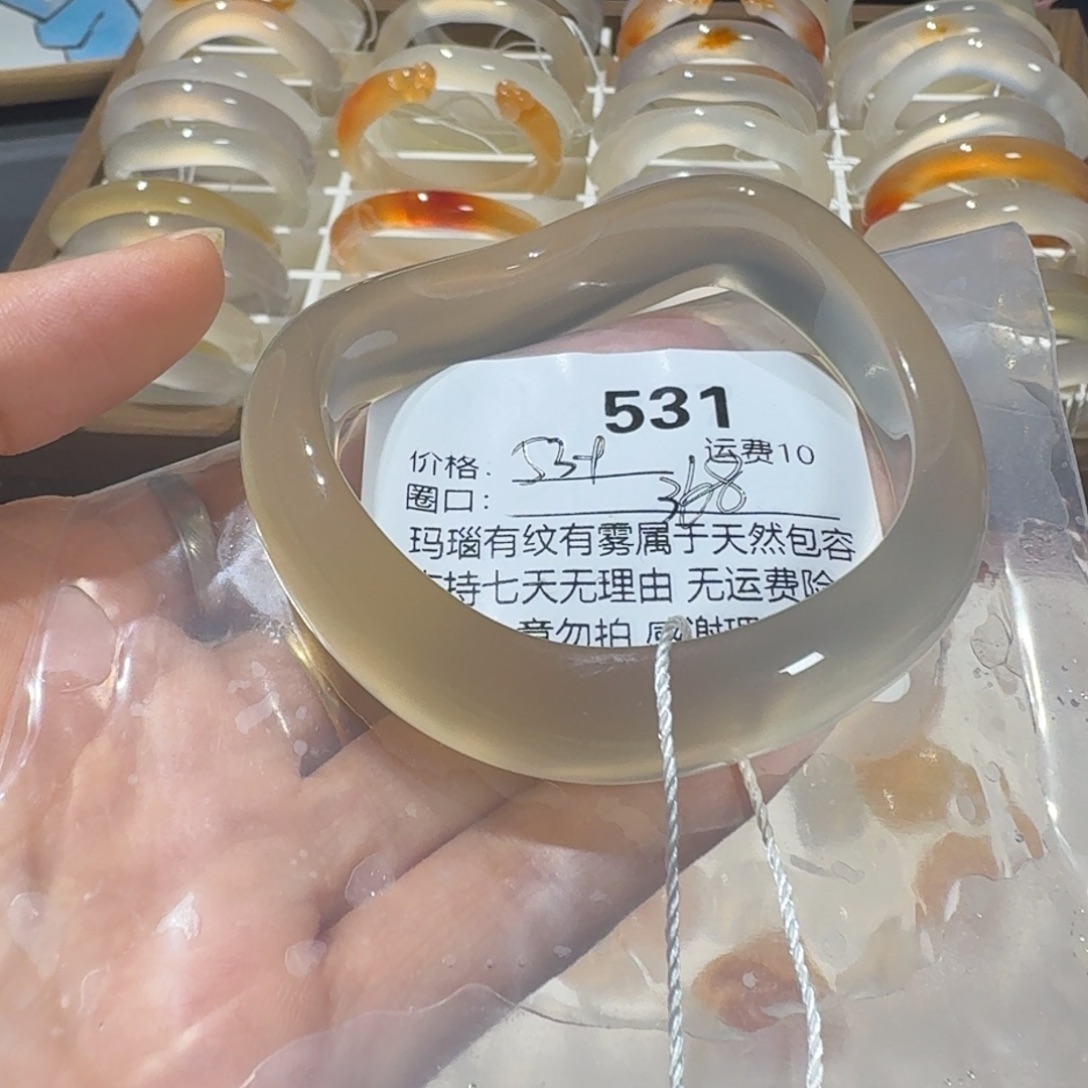 531
价格： 运费10
圈口： 368
玛瑙有纹有雾属于天然包容
支持七天无理由 无运费险
意勿拍 感谢理